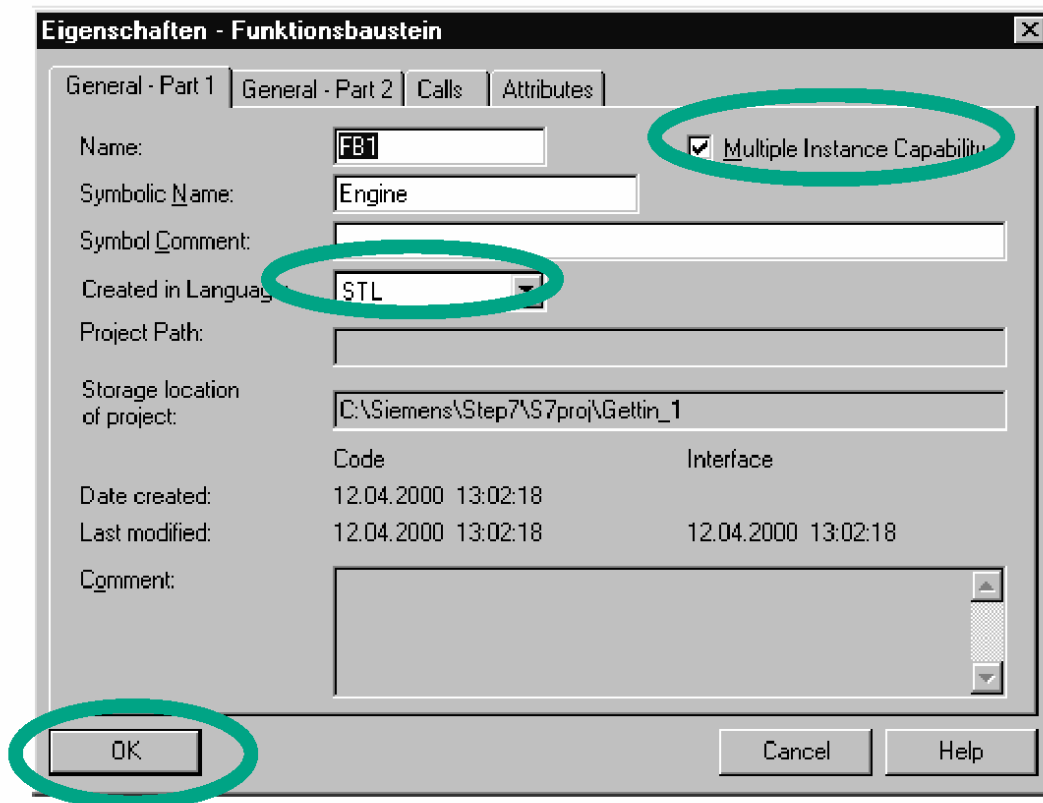 Eigenschaften - Funktionsbaustein
General - Part 1 General - Part 2 Calls Attributes
Name: FB1 Multiple Instance Capability
Symbolic Name: Engine
Symbol Comment:
Created in Language: STL
Project Path:
Storage location
of project: C:\Siemens\Step7\S7proj\Gettin_1
Code Interface
Date created: 12.04.2000 13:02:18
Last modified: 12.04.2000 13:02:18 12.04.2000 13:02:18
Comment:
OK Cancel Help